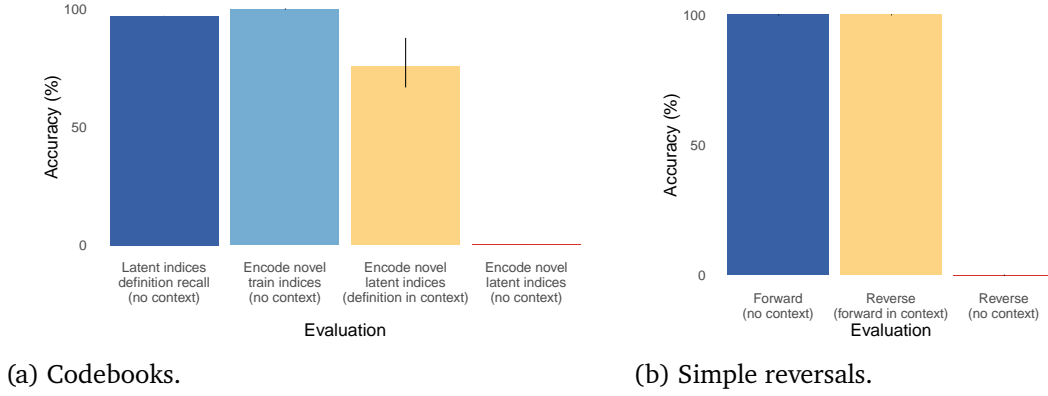 100
50
0
Accuracy (%)
Latent indices
definition recall
(no context)
Encode novel
train indices
(no context)
Encode novel
latent indices
(definition in context)
Encode novel
latent indices
(no context)
Evaluation
(a) Codebooks.
100
50
0
Accuracy (%)
Forward
(no context)
Reverse
(forward in context)
Reverse
(no context)
Evaluation
(b) Simple reversals.